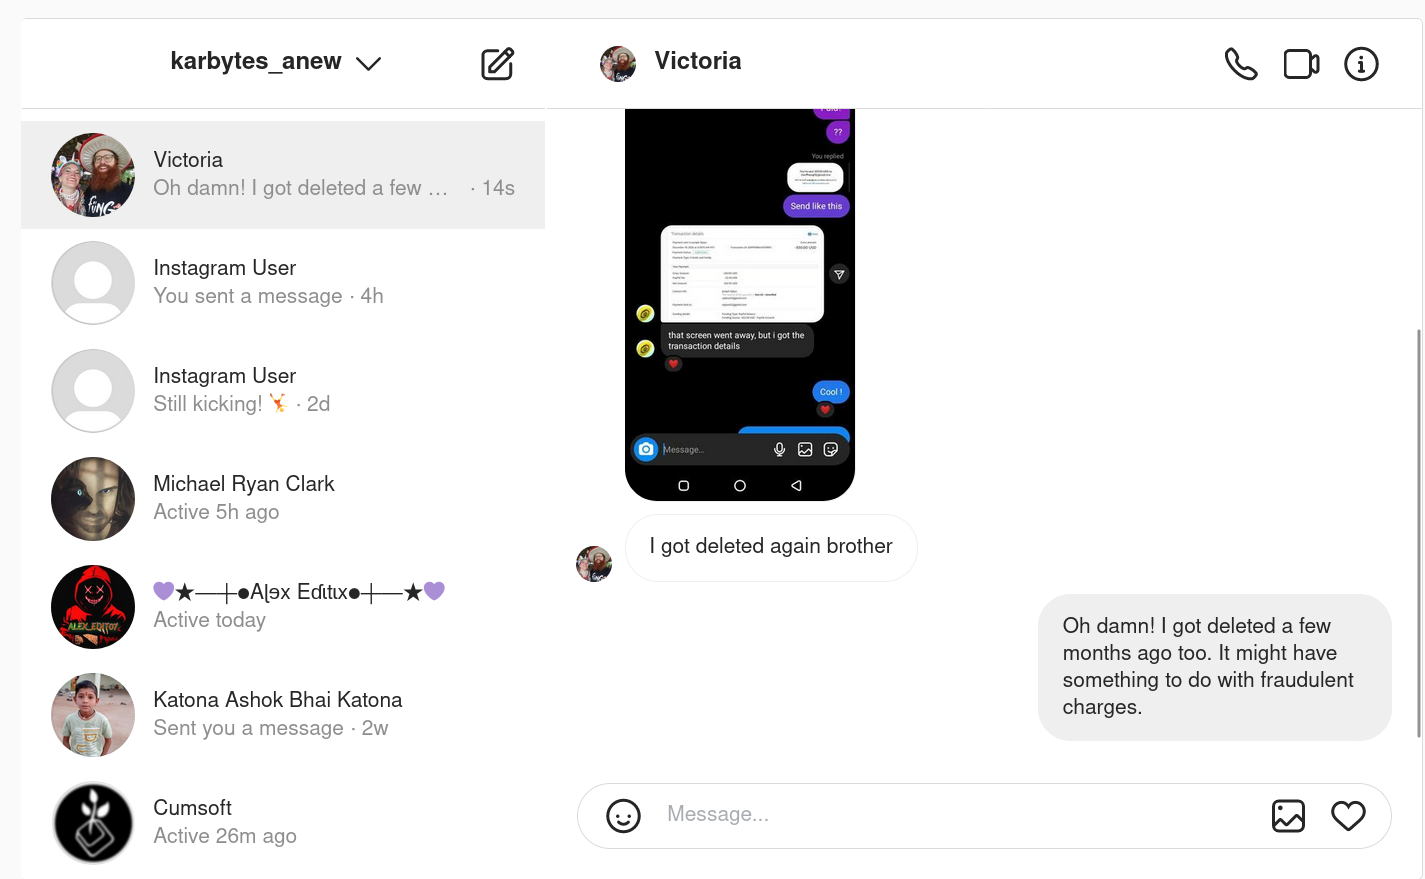 karbytes_anew
Victoria
Victoria
Oh damn! I got deleted a few … · 14s
Instagram User
You sent a message · 4h
Instagram User
Still kicking! 🤸 · 2d
Michael Ryan Clark
Active 5h ago
💜★—┼●Aʅɘx Eԃιtιx●┼—★💜
Active today
Katona Ashok Bhai Katona
Sent you a message · 2w
Cumsoft
Active 26m ago
??
You replied
Send like this
Transaction details
that screen went away, but i got the
transaction details
Cool !
Message...
I got deleted again brother
Oh damn! I got deleted a few
months ago too. It might have
something to do with fraudulent
charges.
Message...